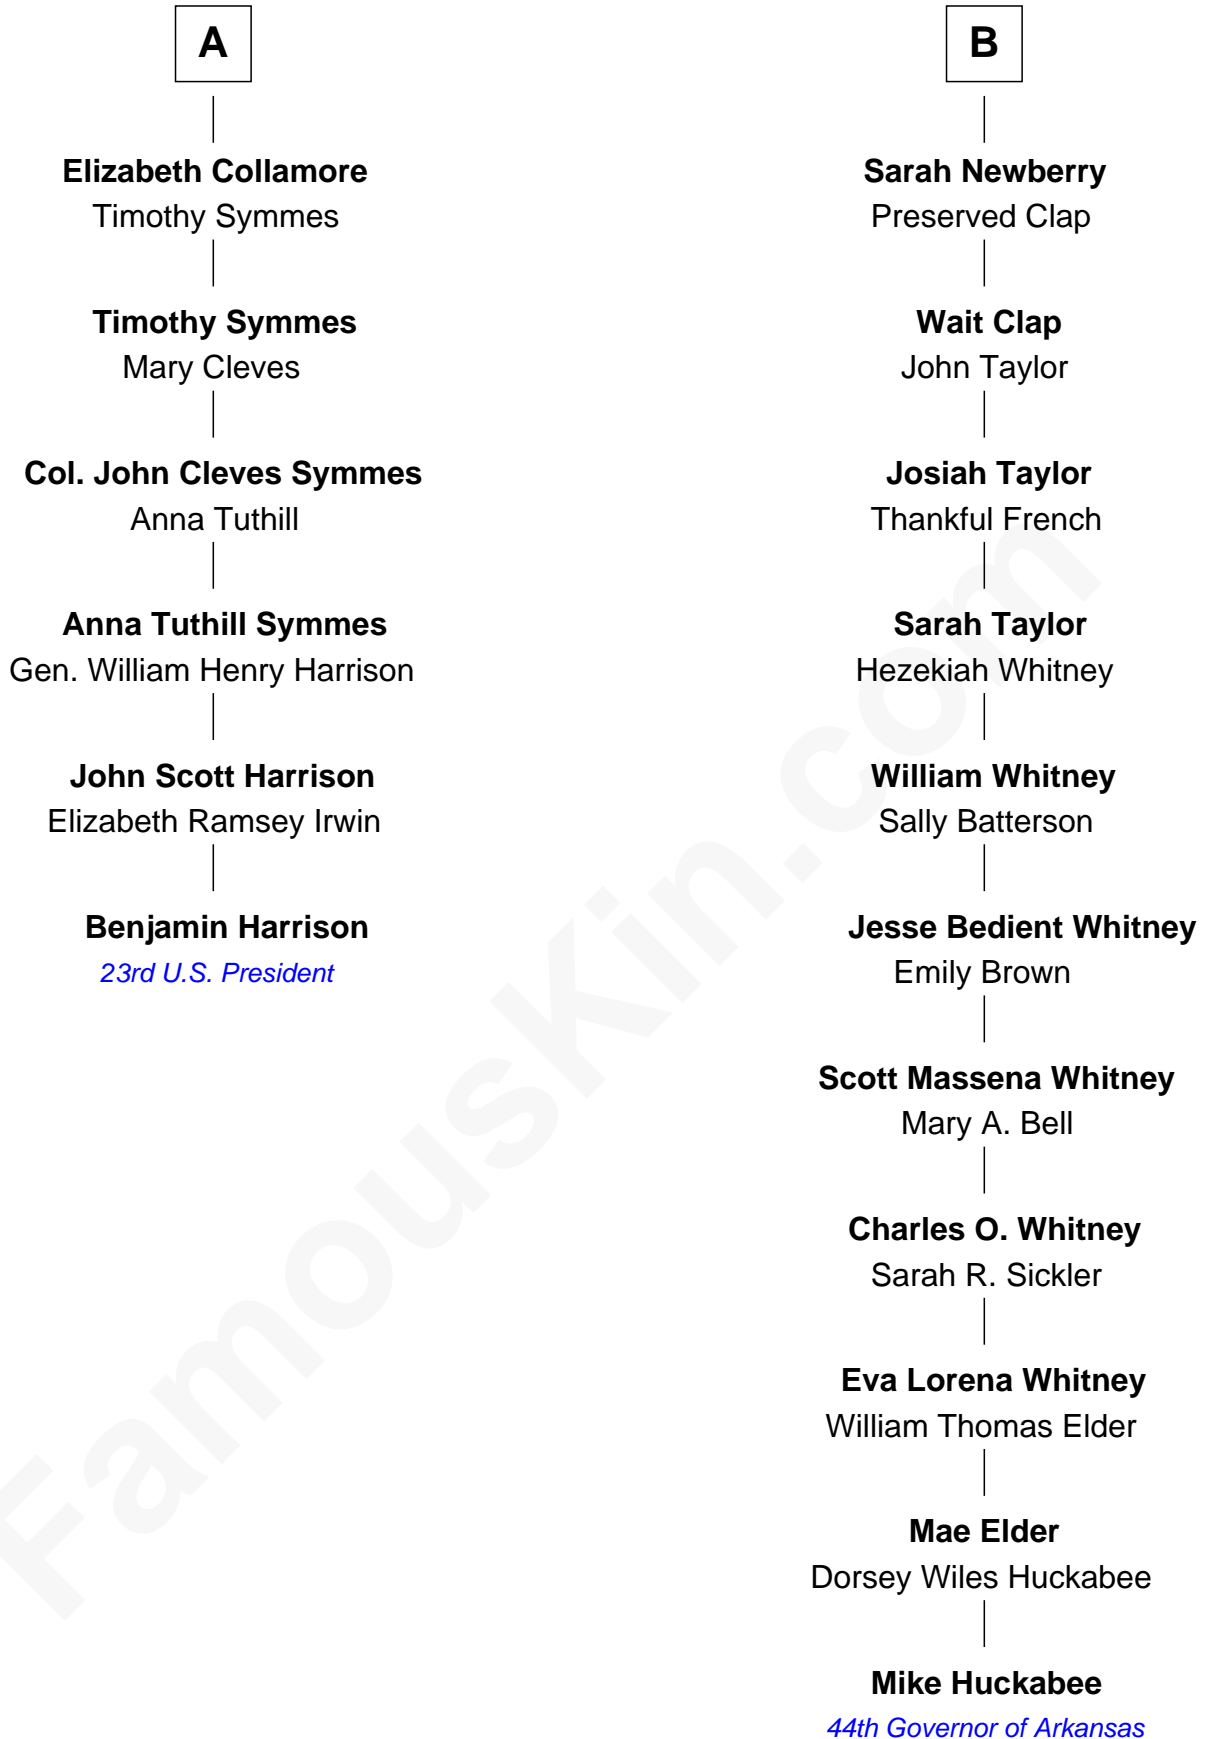 A
Elizabeth Collamore
Timothy Symmes
Timothy Symmes
Mary Cleves
Col. John Cleves Symmes
Anna Tuthill
Anna Tuthill Symmes
Gen. William Henry Harrison
John Scott Harrison
Elizabeth Ramsey Irwin
Benjamin Harrison
23rd U.S. President
B
Sarah Newberry
Preserved Clap
Wait Clap
John Taylor
Josiah Taylor
Thankful French
Sarah Taylor
Hezekiah Whitney
William Whitney
Sally Batterson
Jesse Bedient Whitney
Emily Brown
Scott Massena Whitney
Mary A. Bell
Charles O. Whitney
Sarah R. Sickler
Eva Lorena Whitney
William Thomas Elder
Mae Elder
Dorsey Wiles Huckabee
Mike Huckabee
44th Governor of Arkansas
FamousKin.com